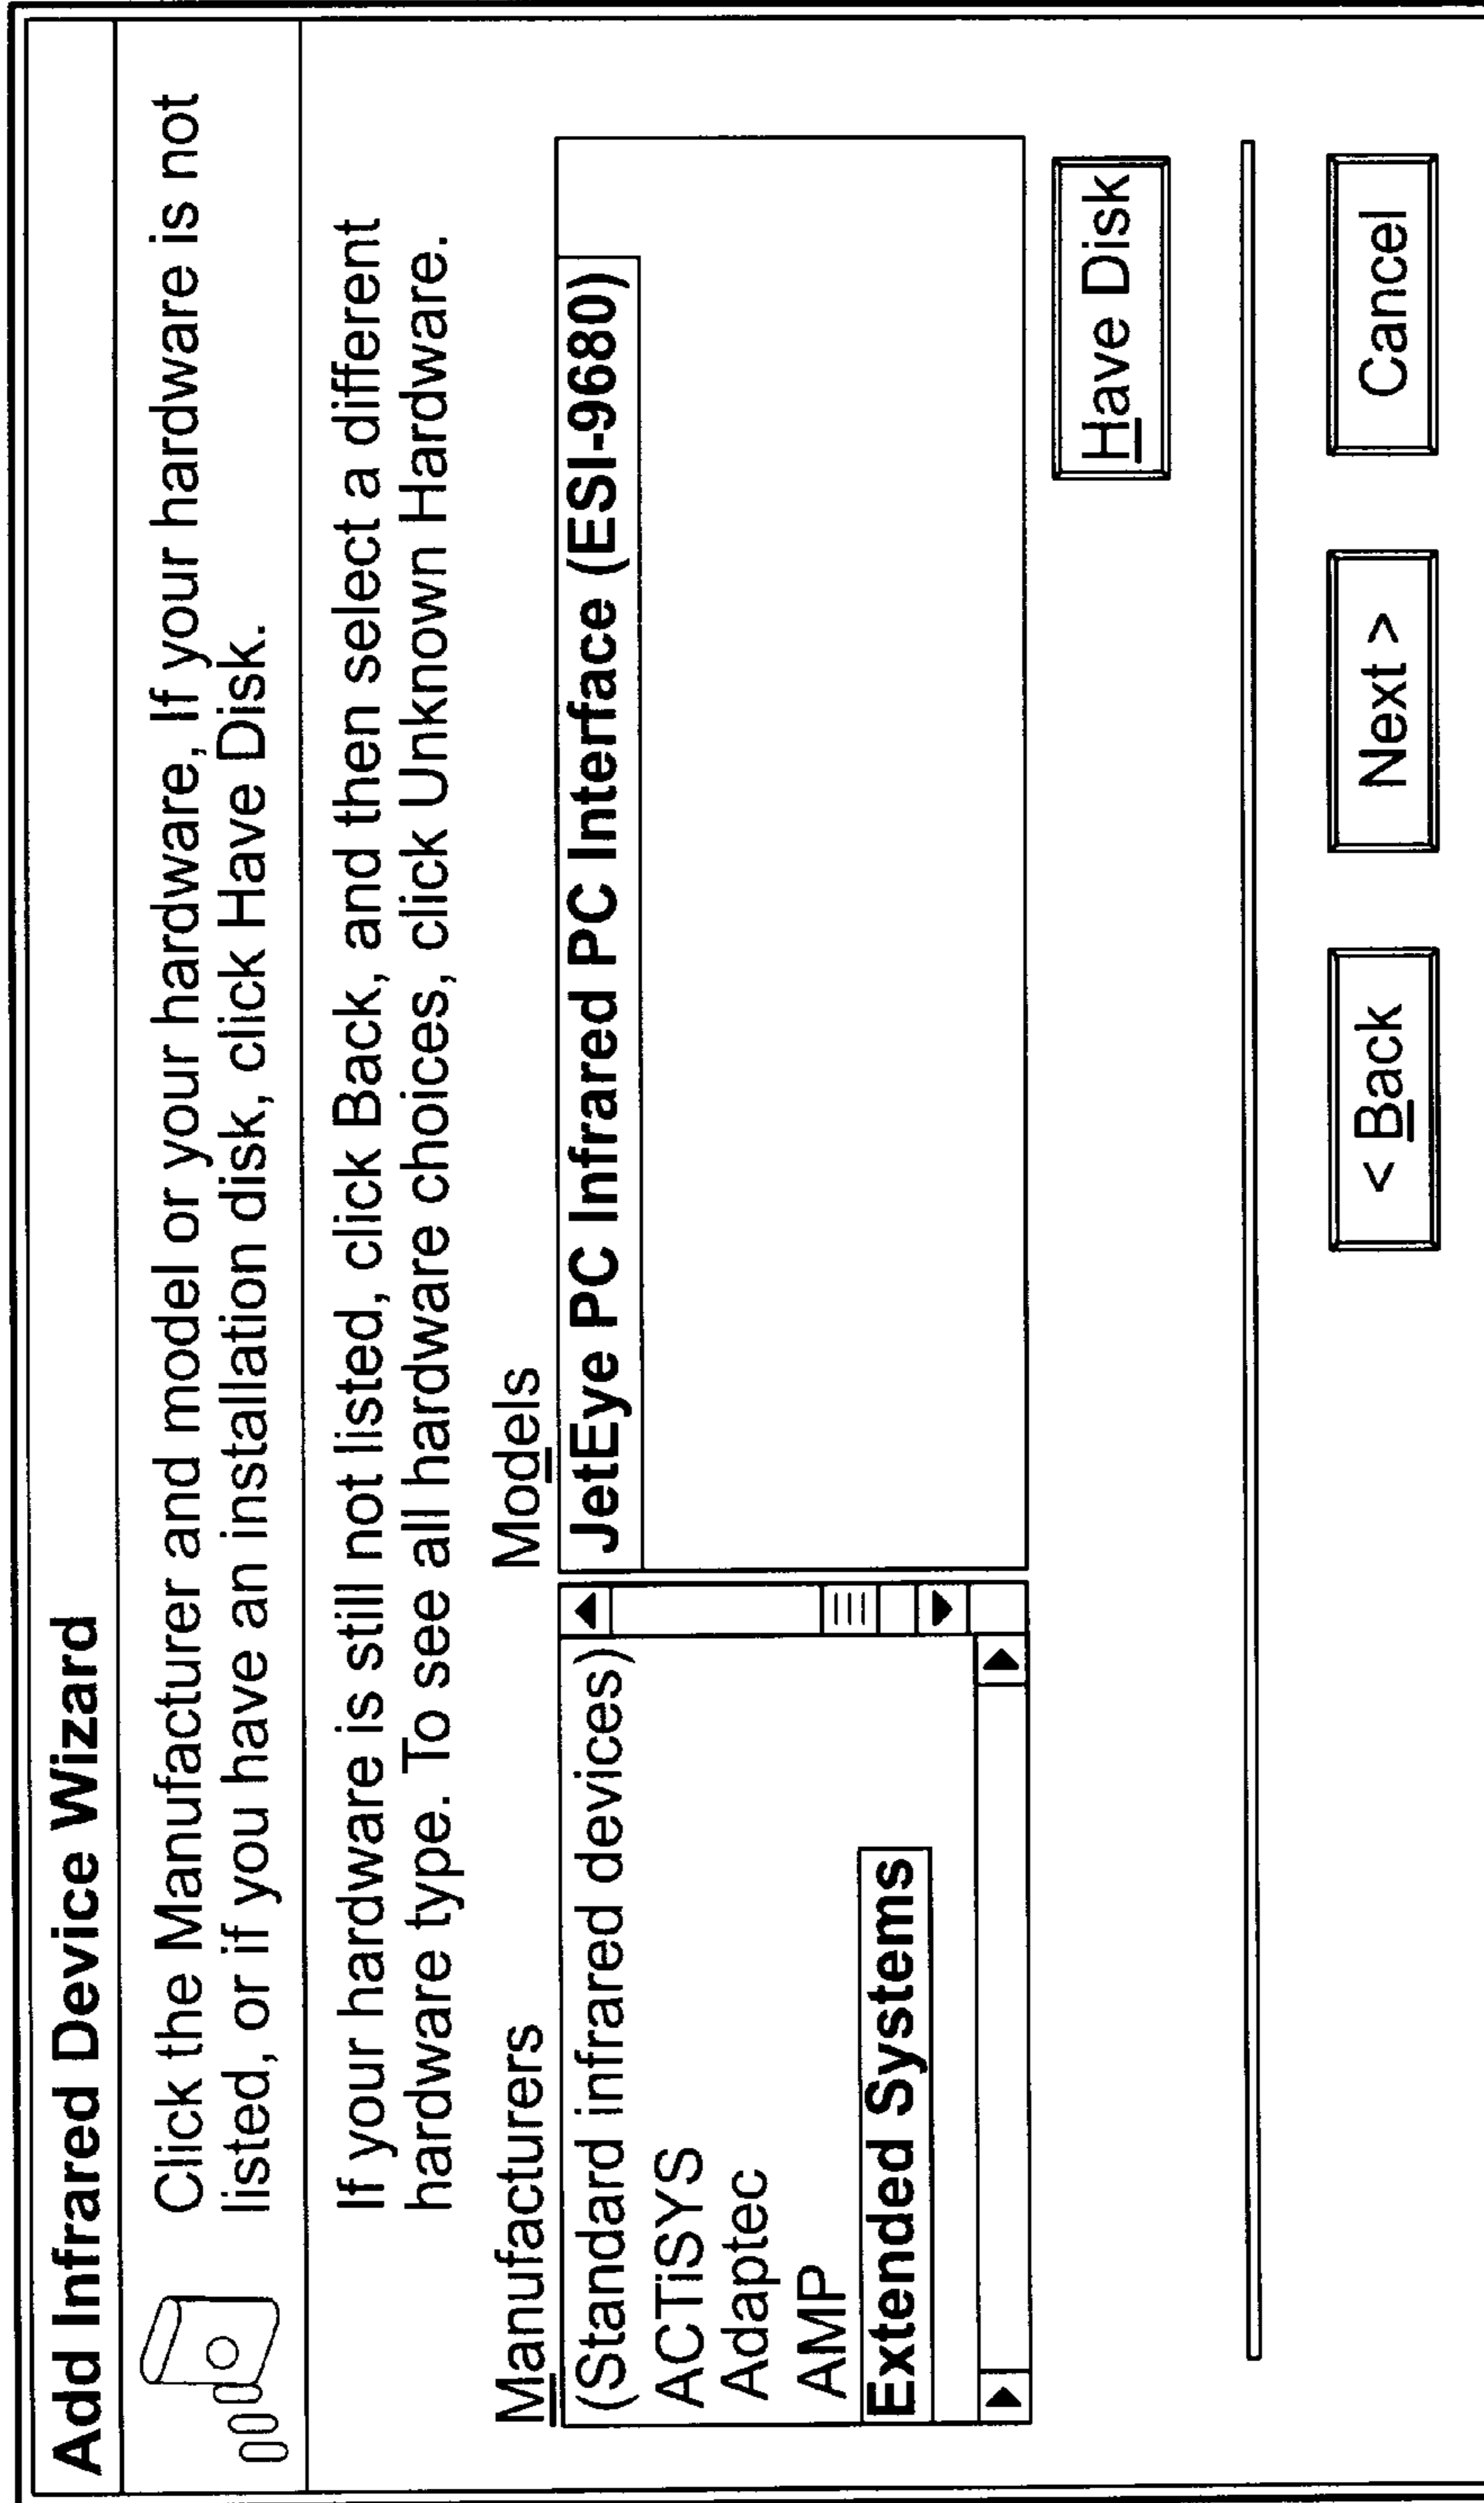 Add Infrared Device Wizard
Click the Manufacturer and model or your hardware, If your hardware is not
listed, or if you have an installation disk, click Have Disk.
If your hardware is still not listed, click Back, and then select a different
hardware type. To see all hardware choices, click Unknown Hardware.
Manufacturers
(Standard infrared devices)
ACTiSYS
Adaptec
AMP
Extended Systems
Models
JetEye PC Infrared PC Interface (ESI-9680)
Have Disk
< Back
Next >
Cancel